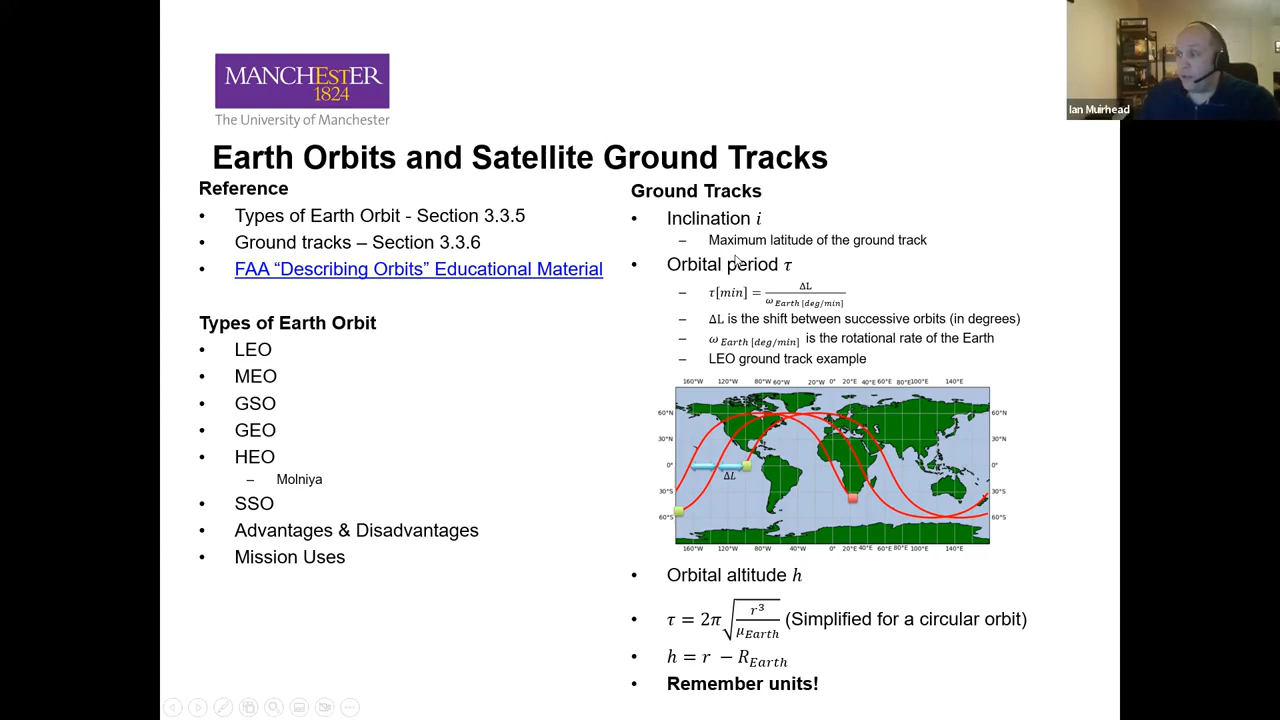 MANCHEstER
1824
The University of Manchester
Ian Muirhead
Earth Orbits and Satellite Ground Tracks
Reference
• Types of Earth Orbit - Section 3.3.5
• Ground tracks – Section 3.3.6
• FAA “Describing Orbits” Educational Material
Types of Earth Orbit
• LEO
• MEO
• GSO
• GEO
• HEO
– Molniya
• SSO
• Advantages & Disadvantages
• Mission Uses
Ground Tracks
• Inclination i
– Maximum latitude of the ground track
• Orbital period τ
– τ[min] = ΔL / ω Earth [deg/min]
– ΔL is the shift between successive orbits (in degrees)
– ω Earth [deg/min] is the rotational rate of the Earth
– LEO ground track example
160°W 120°W 80°W 60°W 20°W 0° 20°E 40°E 60°E 80°E 100°E 140°E
60°N 60°N
30°N 30°N
0° 0°
ΔL
30°S 30°S
60°S 60°S
160°W 120°W 80°W 40°W 0° 20°E 40°E 60°E 80°E 100°E 140°E
• Orbital altitude h
• τ = 2π√(r³/μEarth) (Simplified for a circular orbit)
• h = r − REarth
• Remember units!